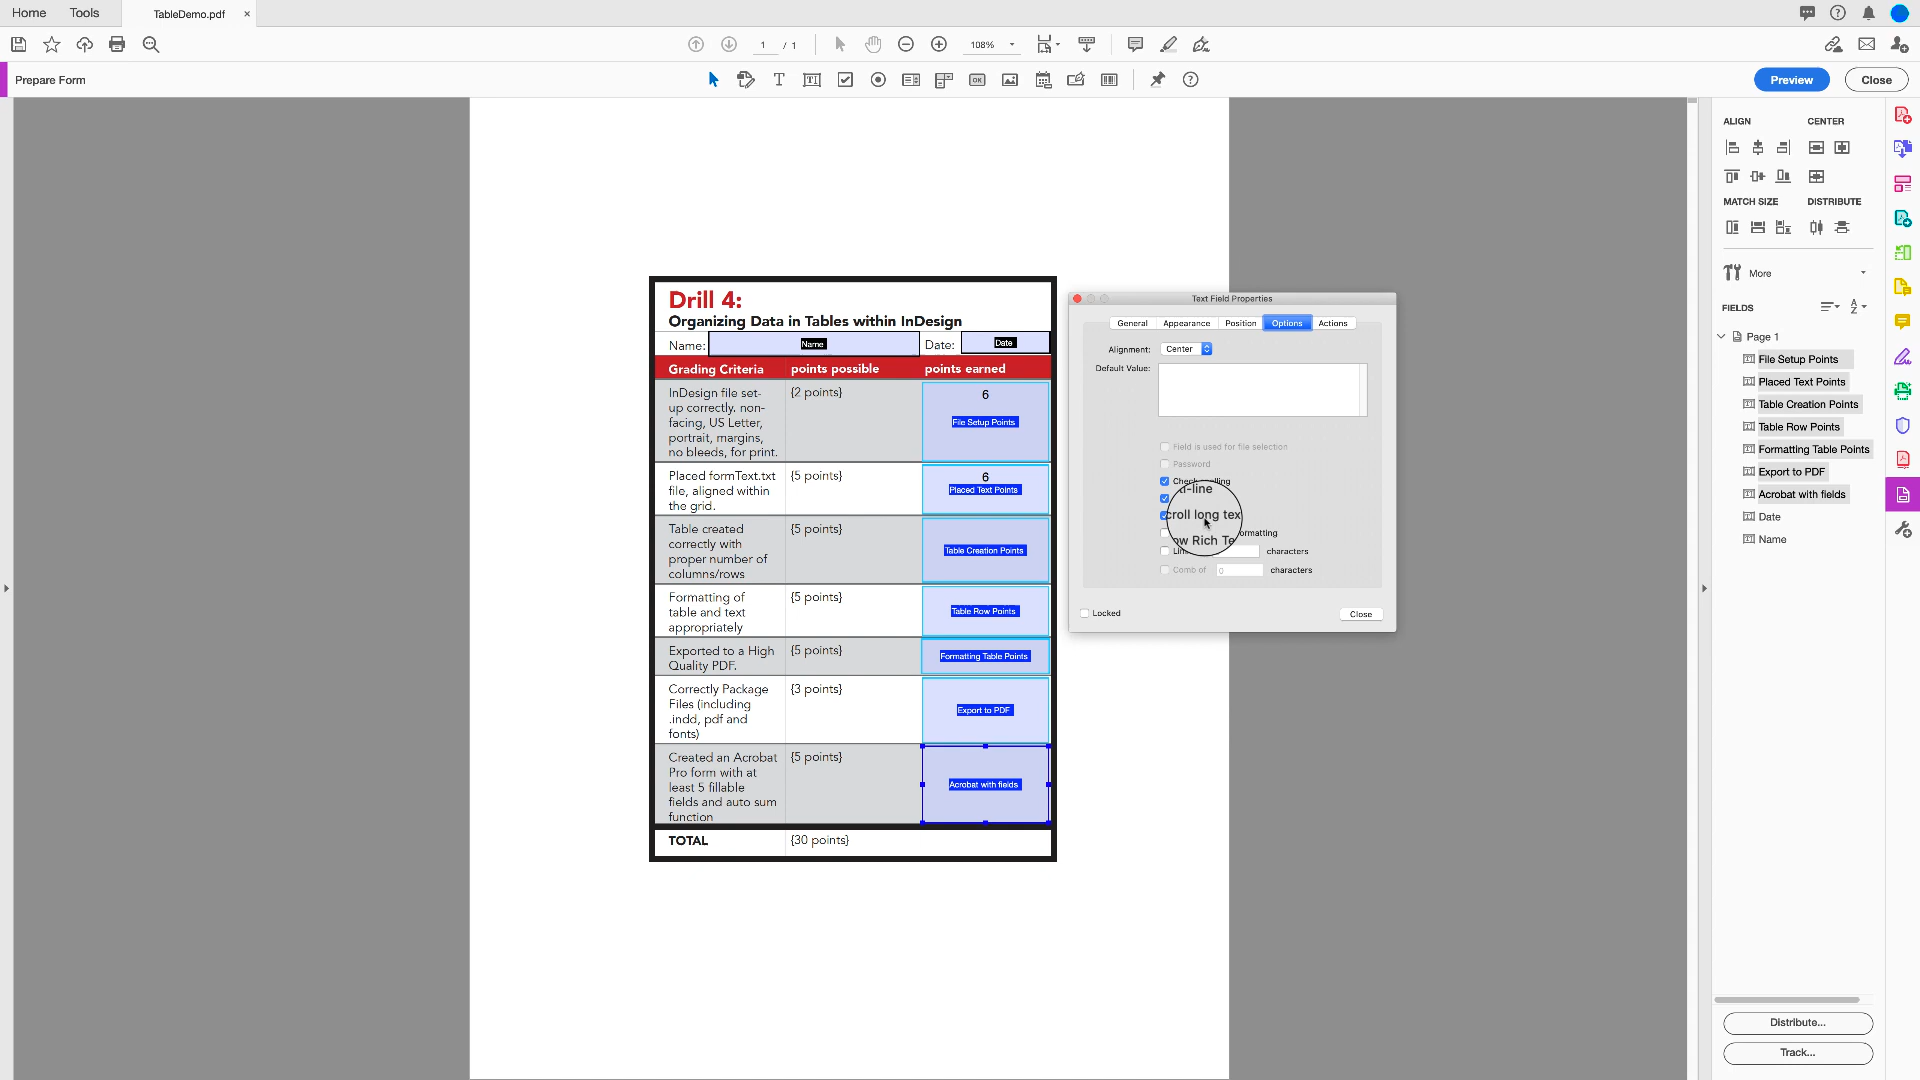 Home Tools TableDemo.pdf ×
1 / 1 108%
Prepare Form Preview Close
Drill 4:
Organizing Data in Tables within InDesign
Name: Name Date: Date
Grading Criteria points possible points earned
InDesign file set-
up correctly. non-
facing, US Letter,
portrait, margins,
no bleeds, for print.
{2 points}
6
File Setup Points
Placed formText.txt
file, aligned within
the grid.
{5 points}
6
Placed Text Points
Table created
correctly with
proper number of
columns/rows
{5 points}
Table Creation Points
Formatting of
table and text
appropriately
{5 points}
Table Row Points
Exported to a High
Quality PDF.
{5 points}
Formatting Table Points
Correctly Package
Files (including
.indd, pdf and
fonts)
{3 points}
Export to PDF
Created an Acrobat
Pro form with at
least 5 fillable
fields and auto sum
function
{5 points}
Acrobat with fields
TOTAL {30 points}
Text Field Properties
General Appearance Position Options Actions
Alignment: Center
Default Value:
Field is used for file selection
Password
croll long tex
ow Rich Te
ormatting
characters
Comb of 0 characters
Locked Close
ALIGN CENTER
MATCH SIZE DISTRIBUTE
More
FIELDS
Page 1
File Setup Points
Placed Text Points
Table Creation Points
Table Row Points
Formatting Table Points
Export to PDF
Acrobat with fields
Date
Name
Distribute...
Track...